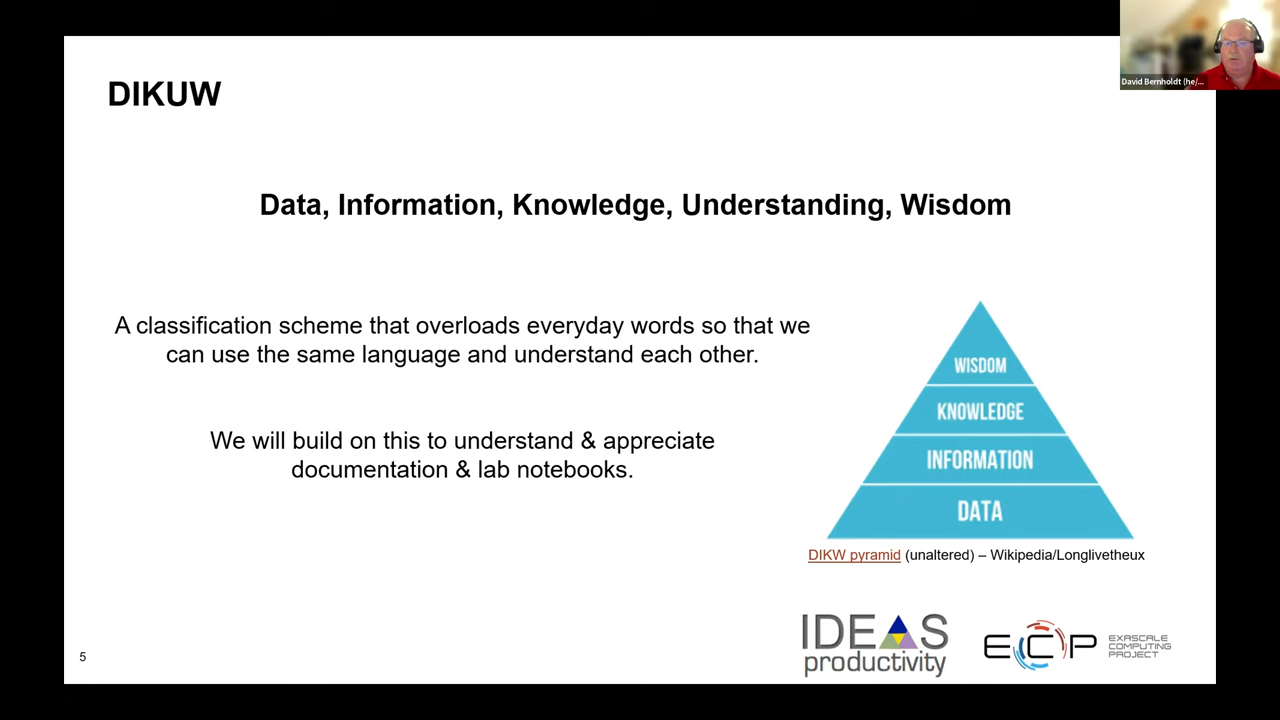 David Bernholdt (he/...
DIKUW
Data, Information, Knowledge, Understanding, Wisdom
A classification scheme that overloads everyday words so that we
can use the same language and understand each other.
We will build on this to understand & appreciate
documentation & lab notebooks.
WISDOM
KNOWLEDGE
INFORMATION
DATA
DIKW pyramid (unaltered) – Wikipedia/Longlivetheux
5
IDEAS
productivity
ECP
EXASCALE
COMPUTING
PROJECT